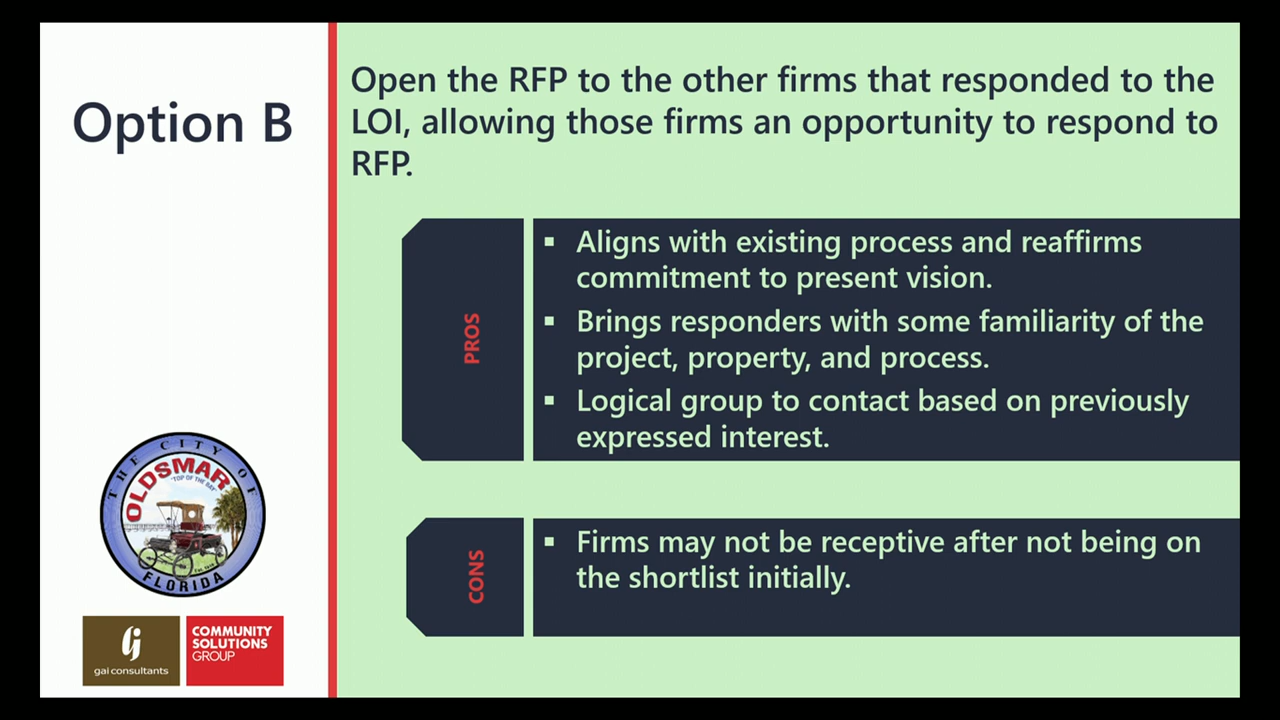 Option B
Open the RFP to the other firms that responded to the
LOI, allowing those firms an opportunity to respond to
RFP.
PROS
▪ Aligns with existing process and reaffirms
commitment to present vision.
▪ Brings responders with some familiarity of the
project, property, and process.
▪ Logical group to contact based on previously
expressed interest.
CONS
▪ Firms may not be receptive after not being on
the shortlist initially.
THE CITY OF
OLDSMAR
"TOP OF THE BAY"
FLORIDA
gai consultants
COMMUNITY
SOLUTIONS
GROUP